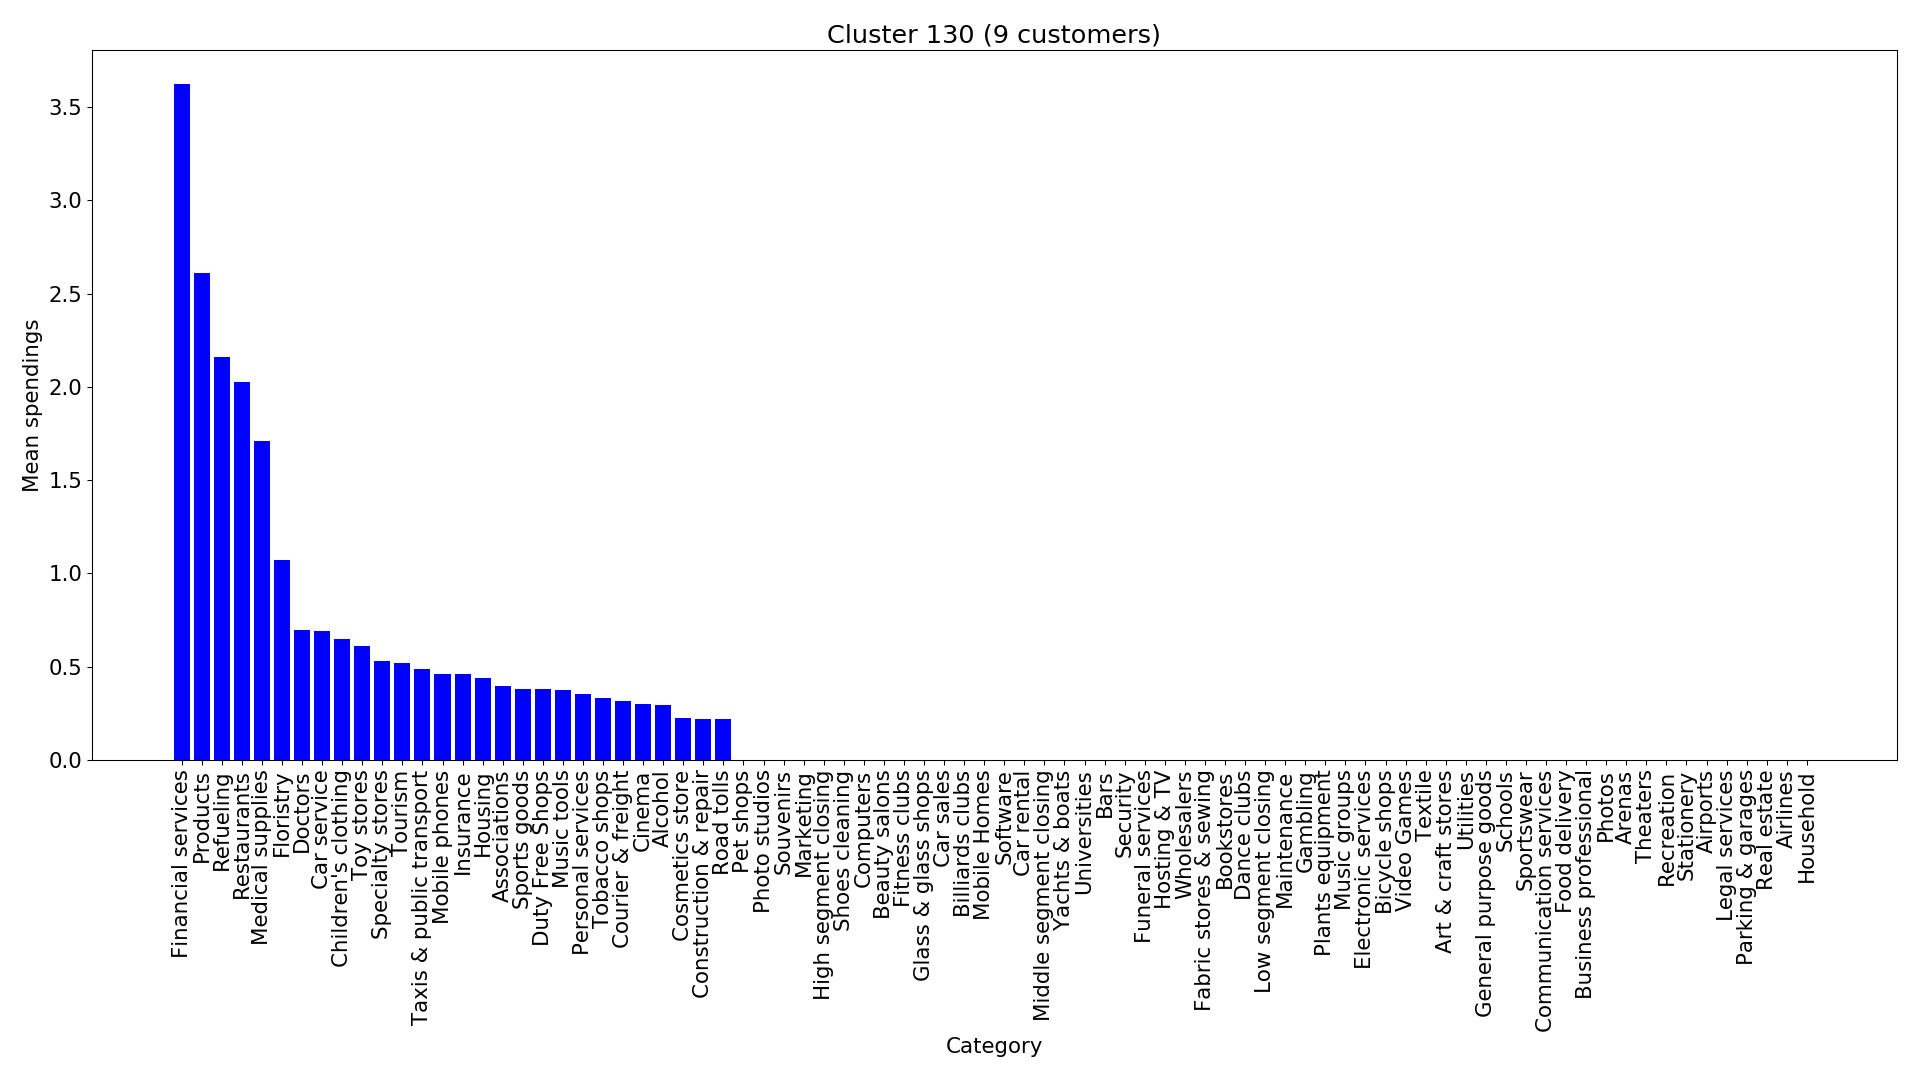 Cluster 130 (9 customers)
Mean spendings
3.5
3.0
2.5
2.0
1.5
1.0
0.5
0.0
Financial services
Products
Refueling
Restaurants
Medical supplies
Floristry
Doctors
Car service
Children's clothing
Toy stores
Specialty stores
Tourism
Taxis & public transport
Mobile phones
Insurance
Housing
Associations
Sports goods
Duty Free Shops
Music tools
Personal services
Tobacco shops
Courier & freight
Cinema
Alcohol
Cosmetics store
Construction & repair
Road tolls
Pet shops
Photo studios
Souvenirs
Marketing
High segment closing
Shoes cleaning
Computers
Beauty salons
Fitness clubs
Glass & glass shops
Car sales
Billiards clubs
Mobile Homes
Software
Car rental
Middle segment closing
Yachts & boats
Universities
Bars
Security
Funeral services
Hosting & TV
Wholesalers
Fabric stores & sewing
Bookstores
Dance clubs
Low segment closing
Maintenance
Gambling
Plants equipment
Music groups
Electronic services
Bicycle shops
Video Games
Textile
Art & craft stores
Utilities
General purpose goods
Schools
Sportswear
Communication services
Food delivery
Business professional
Photos
Arenas
Theaters
Recreation
Stationery
Airports
Legal services
Parking & garages
Real estate
Airlines
Household
Category